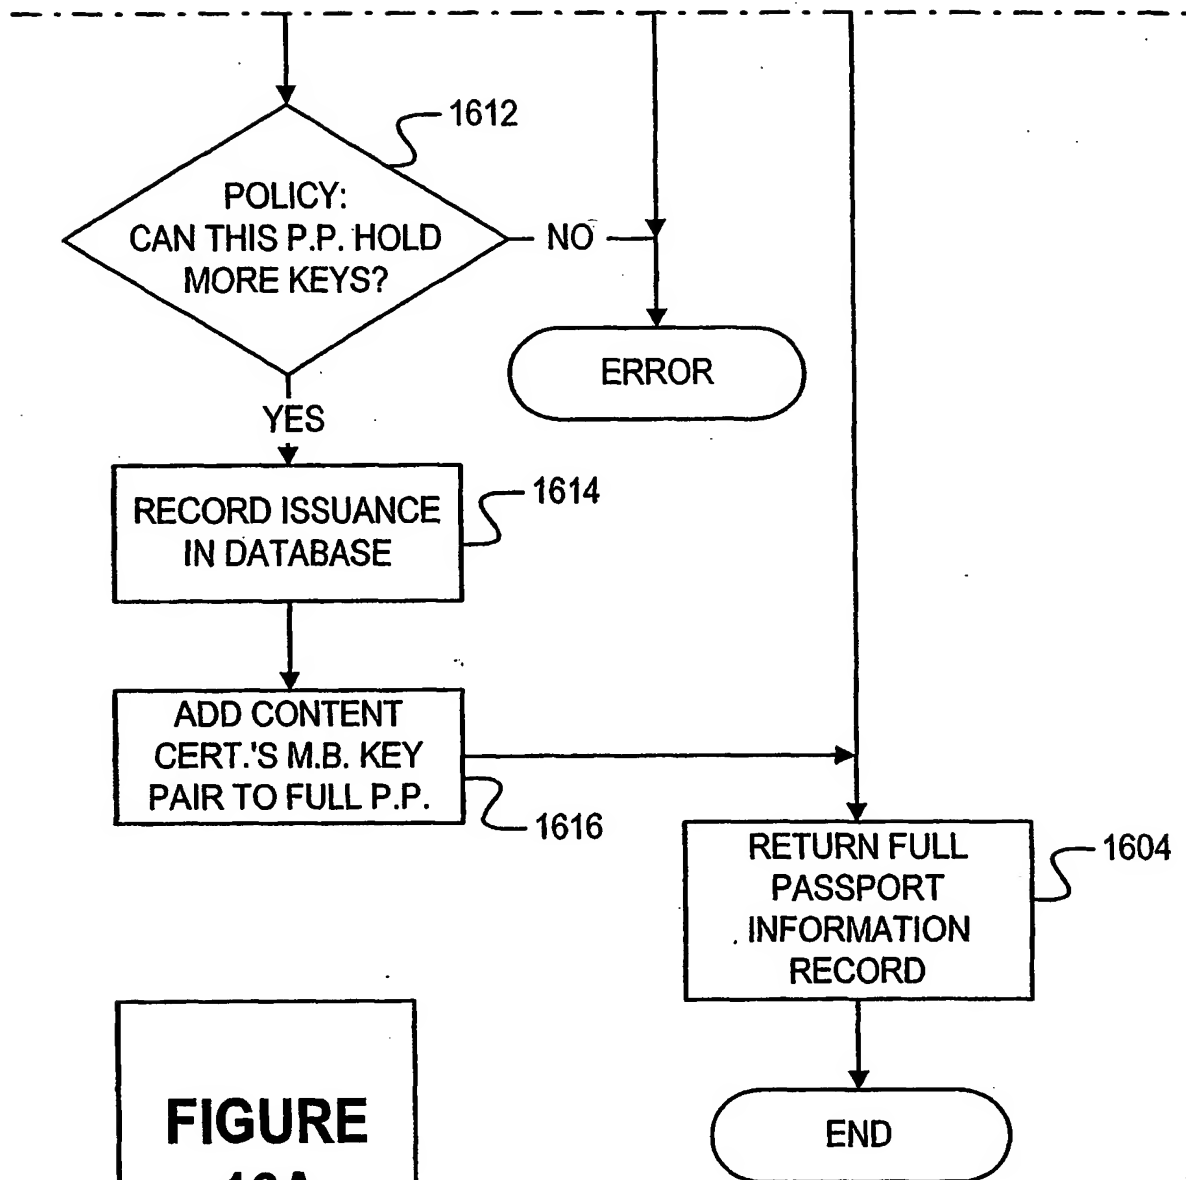 1612
POLICY:
CAN THIS P.P. HOLD
MORE KEYS?
NO
ERROR
YES
RECORD ISSUANCE
IN DATABASE
1614
ADD CONTENT
CERT.'S M.B. KEY
PAIR TO FULL P.P.
1616
RETURN FULL
PASSPORT
INFORMATION
RECORD
1604
END
FIGURE